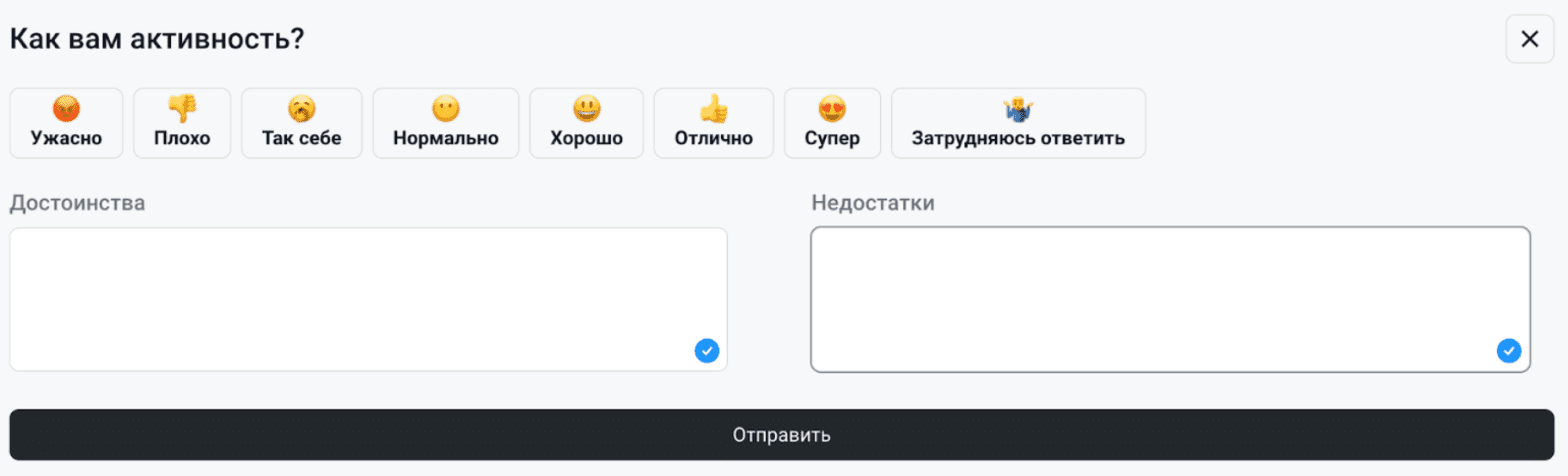 Как вам активность?
Ужасно
Плохо
Так себе
Нормально
Хорошо
Отлично
Супер
Затрудняюсь ответить
Достоинства
Недостатки
Отправить